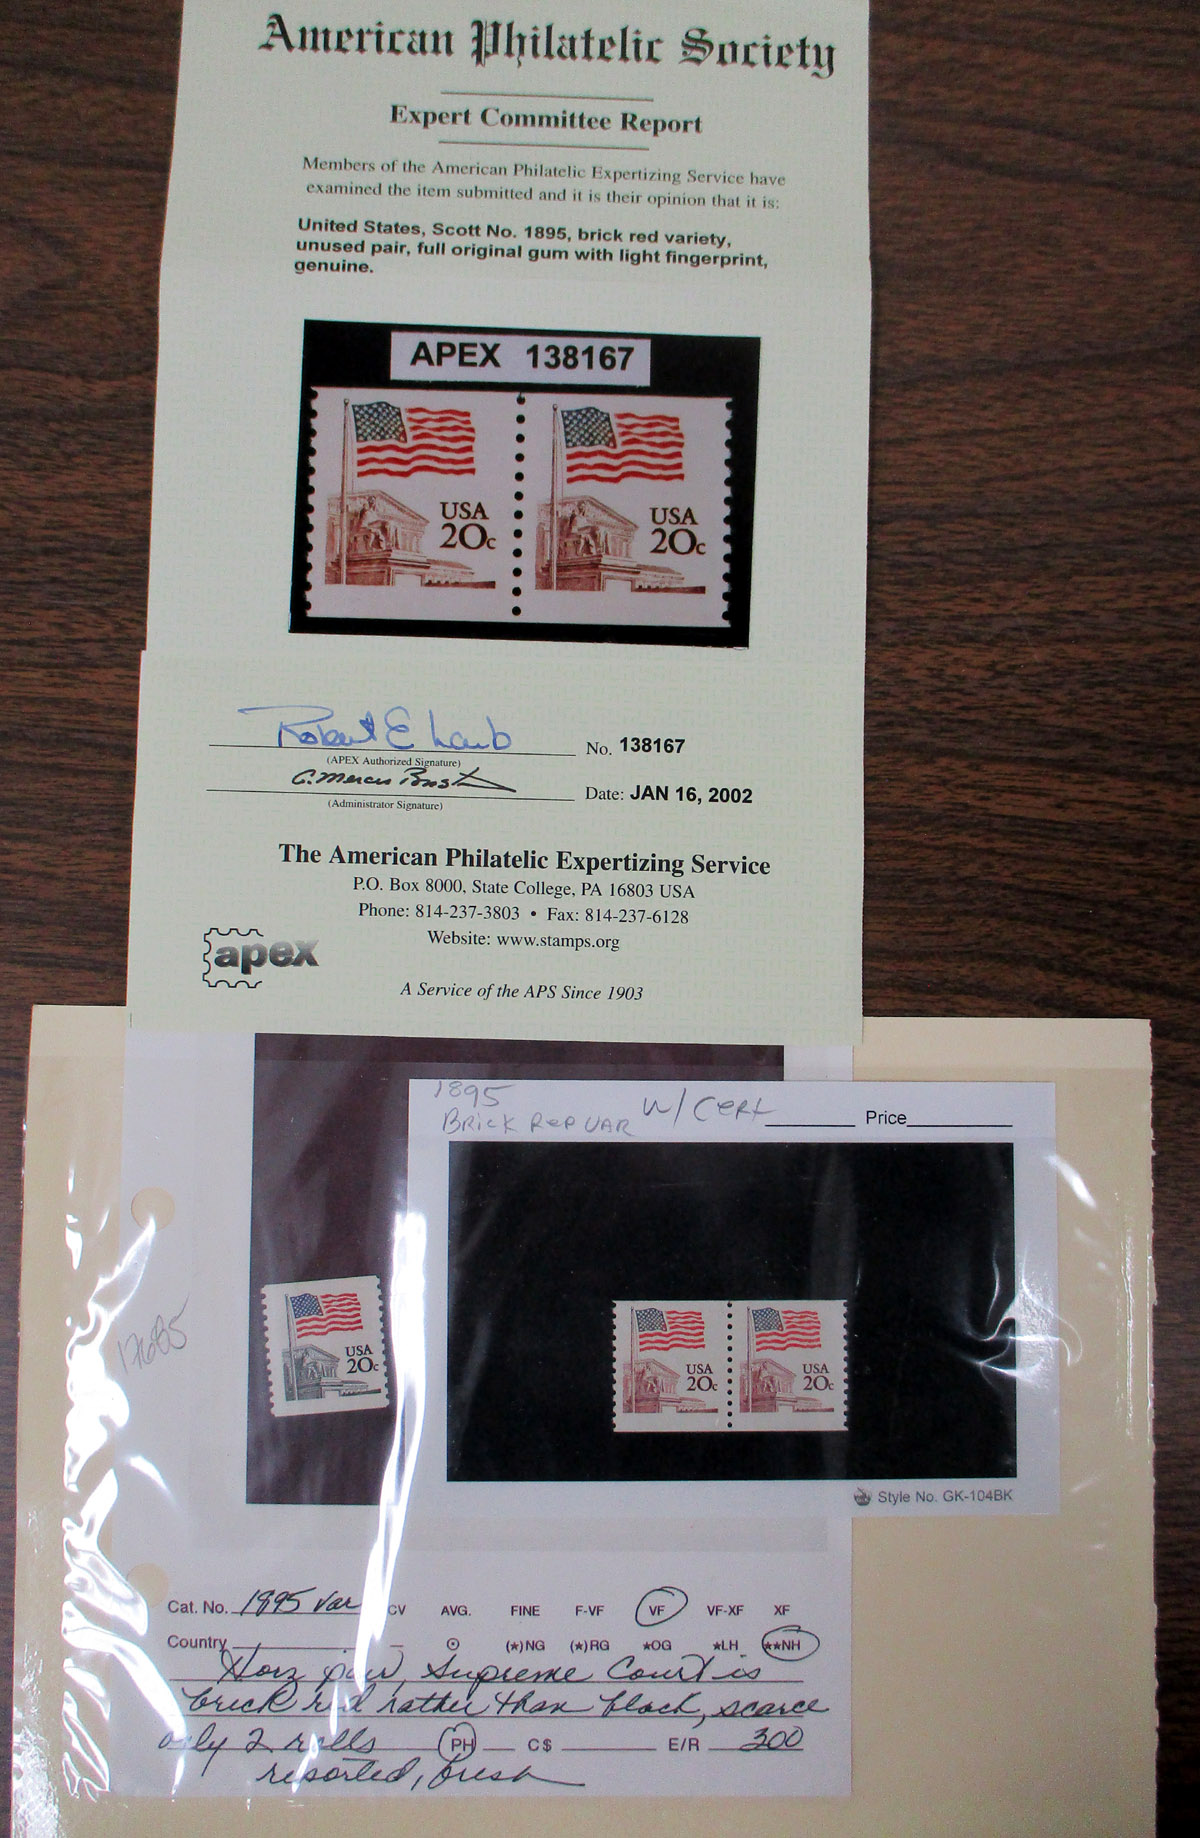 American Philatelic Society
Expert Committee Report
Members of the American Philatelic Expertizing Service have
examined the item submitted and it is their opinion that it is:
United States, Scott No. 1895, brick red variety,
unused pair, full original gum with light fingerprint,
genuine.
APEX 138167
USA
20c
USA
20c
Robert E Laub
No. 138167
(APEX Authorized Signature)
C. Mercer
Date: JAN 16, 2002
(Administrator Signature)
The American Philatelic Expertizing Service
P.O. Box 8000, State College, PA 16803 USA
Phone: 814-237-3803 • Fax: 814-237-6128
Website: www.stamps.org
apex
A Service of the APS Since 1903
1895
Brick Red VAR W/ Cert Price
17685
USA
20c
USA
20c
USA
20c
Style No. GK-104BK
Cat. No. 1895 var CV AVG. FINE F-VF VF VF-XF XF
Country (*)NG (*)RG ★OG ★LH ★★NH
Horz pair, Supreme Court is
brick red rather than black, scarce
only 2 rolls PH C$ E/R 300
resorted, fresh